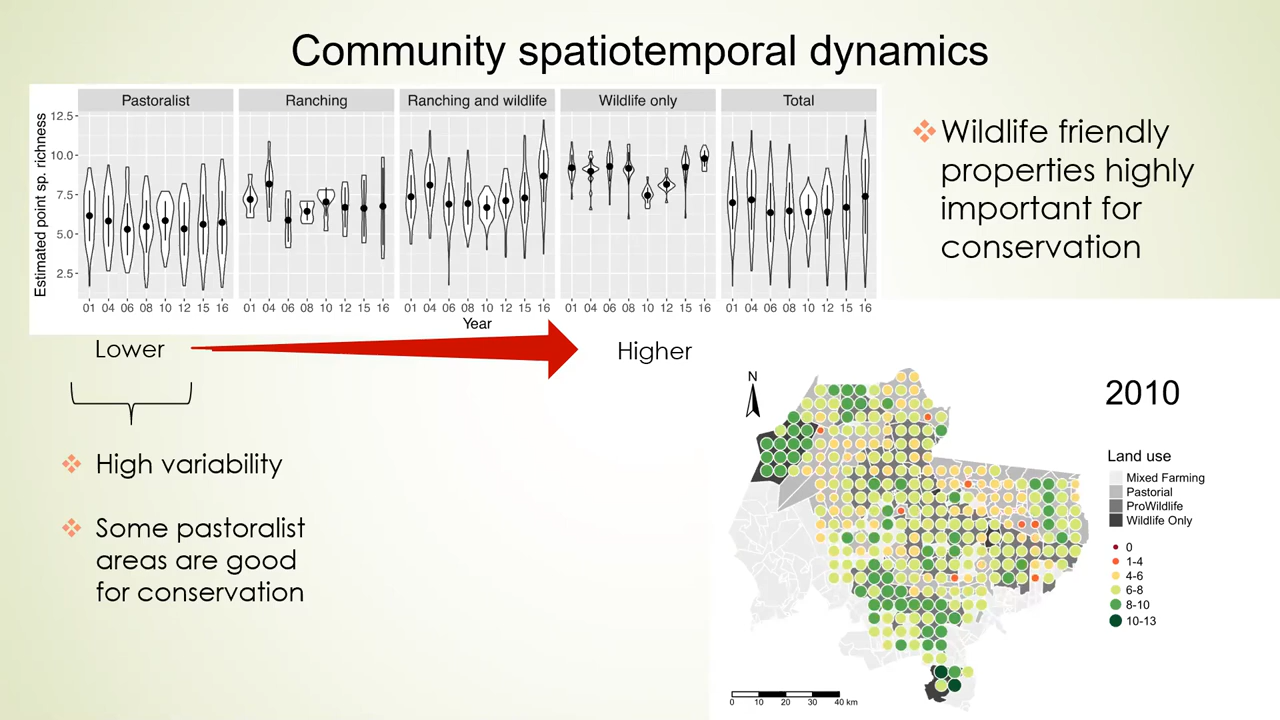 Community spatiotemporal dynamics
Pastoralist
Ranching
Ranching and wildlife
Wildlife only
Total
Estimated point sp. richness
12.5
10.0
7.5
5.0
2.5
01 04 06 08 10 12 15 16
01 04 06 08 10 12 15 16
01 04 06 08 10 12 15 16
01 04 06 08 10 12 15 16
01 04 06 08 10 12 15 16
Year
❖ Wildlife friendly
properties highly
important for
conservation
Lower
Higher
❖ High variability
❖ Some pastoralist
areas are good
for conservation
N
2010
Land use
Mixed Farming
Pastorial
ProWildlife
Wildlife Only
0
1-4
4-6
6-8
8-10
10-13
0 10 20 30 40 km